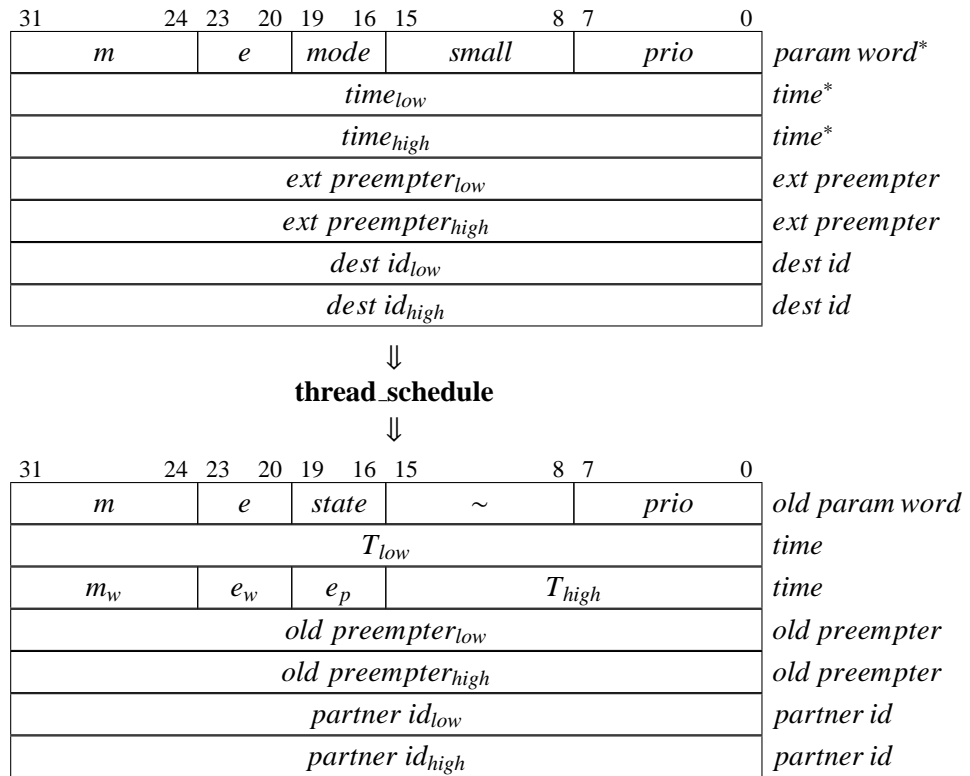 31 24 23 20 19 16 15 8 7 0
m e mode small prio param word*
time_low time*
time_high time*
ext preempter_low ext preempter
ext preempter_high ext preempter
dest id_low dest id
dest id_high dest id
⇓
thread_schedule
⇓
31 24 23 20 19 16 15 8 7 0
m e state ~ prio old param word
T_low time
m_w e_w e_p T_high time
old preempter_low old preempter
old preempter_high old preempter
partner id_low partner id
partner id_high partner id